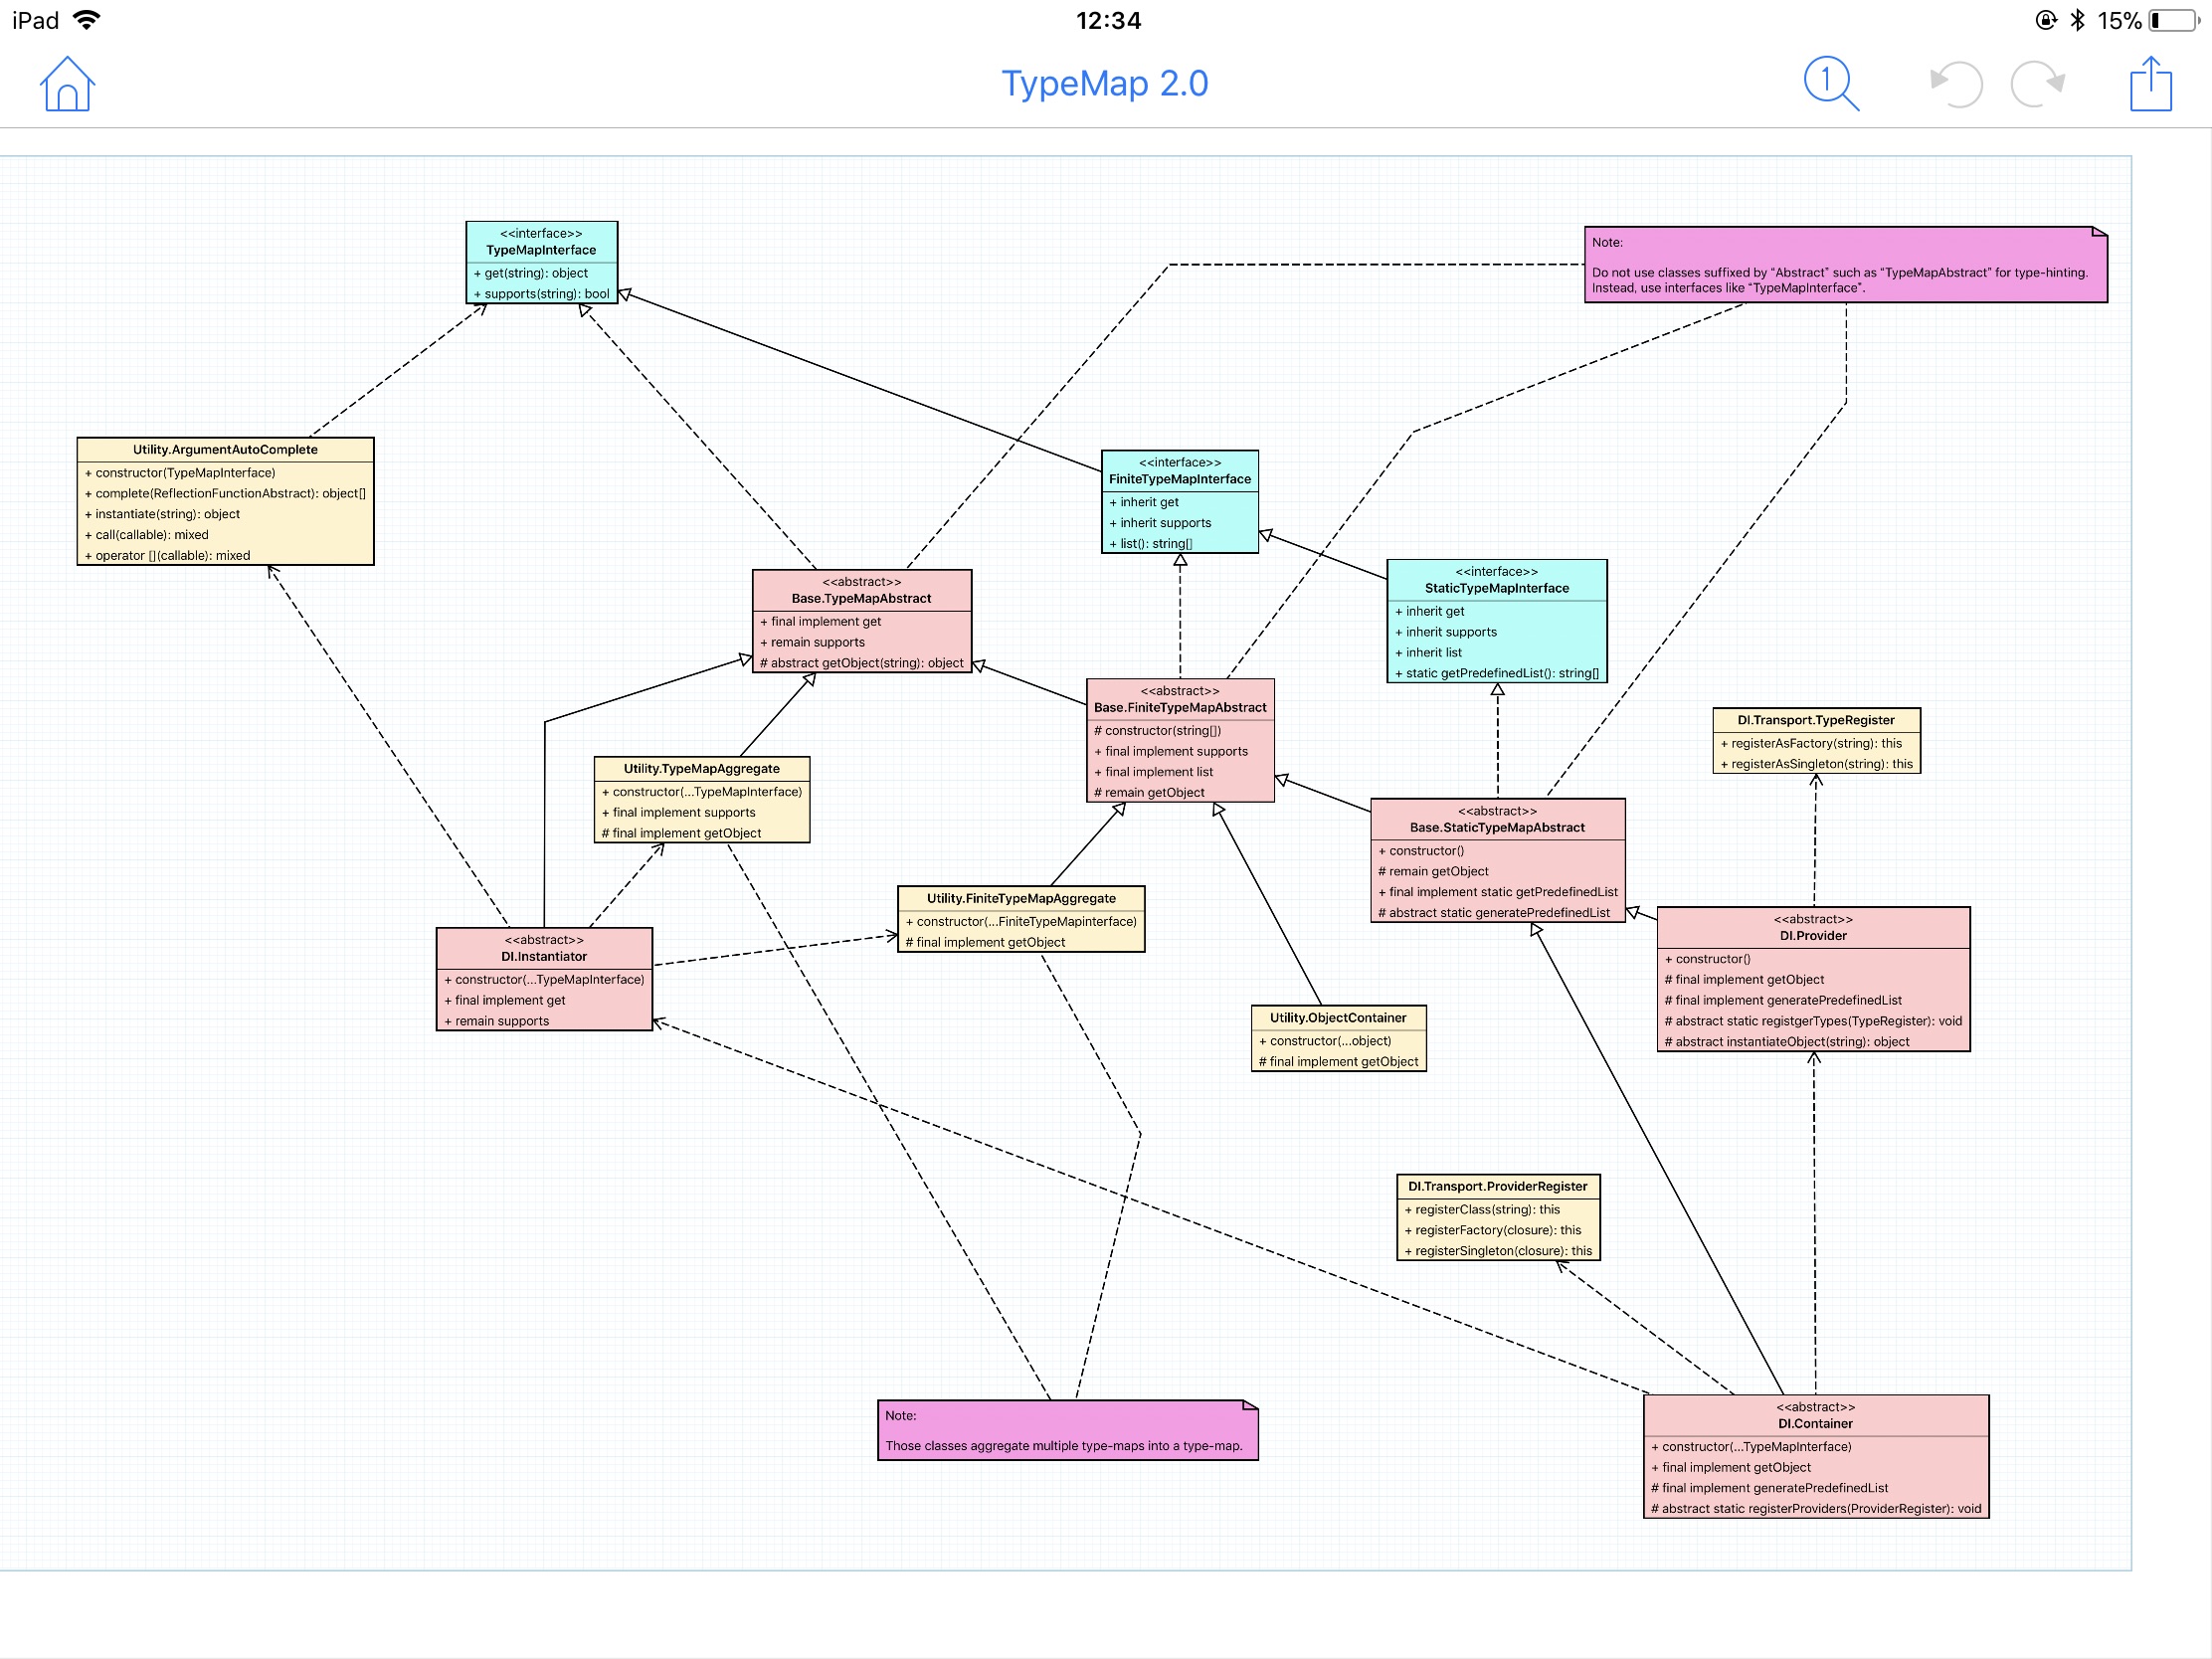 iPad
12:34
15%
TypeMap 2.0
1
<<interface>>
TypeMapInterface
+ get(string): object
+ supports(string): bool
Note:
Do not use classes suffixed by “Abstract” such as “TypeMapAbstract” for type-hinting.
Instead, use interfaces like “TypeMapInterface”.
Utility.ArgumentAutoComplete
+ constructor(TypeMapInterface)
+ complete(ReflectionFunctionAbstract): object[]
+ instantiate(string): object
+ call(callable): mixed
+ operator [](callable): mixed
<<interface>>
FiniteTypeMapInterface
+ inherit get
+ inherit supports
+ list(): string[]
<<abstract>>
Base.TypeMapAbstract
+ final implement get
+ remain supports
# abstract getObject(string): object
<<interface>>
StaticTypeMapInterface
+ inherit get
+ inherit supports
+ inherit list
+ static getPredefinedList(): string[]
<<abstract>>
Base.FiniteTypeMapAbstract
# constructor(string[])
+ final implement supports
+ final implement list
# remain getObject
DI.Transport.TypeRegister
+ registerAsFactory(string): this
+ registerAsSingleton(string): this
Utility.TypeMapAggregate
+ constructor(...TypeMapInterface)
+ final implement supports
# final implement getObject
<<abstract>>
Base.StaticTypeMapAbstract
+ constructor()
# remain getObject
+ final implement static getPredefinedList
# abstract static generatePredefinedList
Utility.FiniteTypeMapAggregate
+ constructor(...FiniteTypeMapinterface)
# final implement getObject
<<abstract>>
DI.Provider
+ constructor()
# final implement getObject
# final implement generatePredefinedList
# abstract static registgerTypes(TypeRegister): void
# abstract instantiateObject(string): object
<<abstract>>
DI.Instantiator
+ constructor(...TypeMapInterface)
+ final implement get
+ remain supports
Utility.ObjectContainer
+ constructor(...object)
# final implement getObject
DI.Transport.ProviderRegister
+ registerClass(string): this
+ registerFactory(closure): this
+ registerSingleton(closure): this
Note:
Those classes aggregate multiple type-maps into a type-map.
<<abstract>>
DI.Container
+ constructor(...TypeMapInterface)
+ final implement getObject
# final implement generatePredefinedList
# abstract static registerProviders(ProviderRegister): void